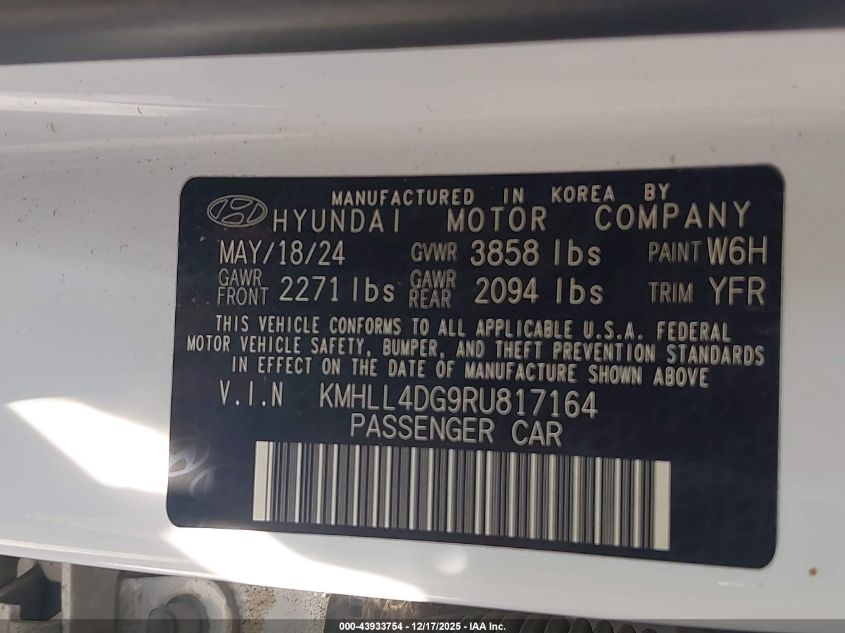 MANUFACTURED IN KOREA BY
HYUNDAI MOTOR COMPANY
MAY/18/24 GVWR 3858 lbs PAINT W6H
GAWR FRONT 2271 lbs GAWR REAR 2094 lbs TRIM YFR
THIS VEHICLE CONFORMS TO ALL APPLICABLE U.S.A. FEDERAL
MOTOR VEHICLE SAFETY, BUMPER, AND THEFT PREVENTION STANDARDS
IN EFFECT ON THE DATE OF MANUFACTURE SHOWN ABOVE
V.I.N KMHLL4DG9RU817164
PASSENGER CAR
000-43933754 | 12/17/2025 - IAA Inc.